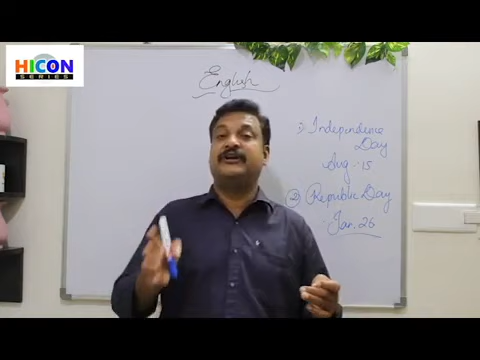 HICON
SERIES
English
1) Independence
Day
Aug. 15
2) Republic Day
Jan. 26